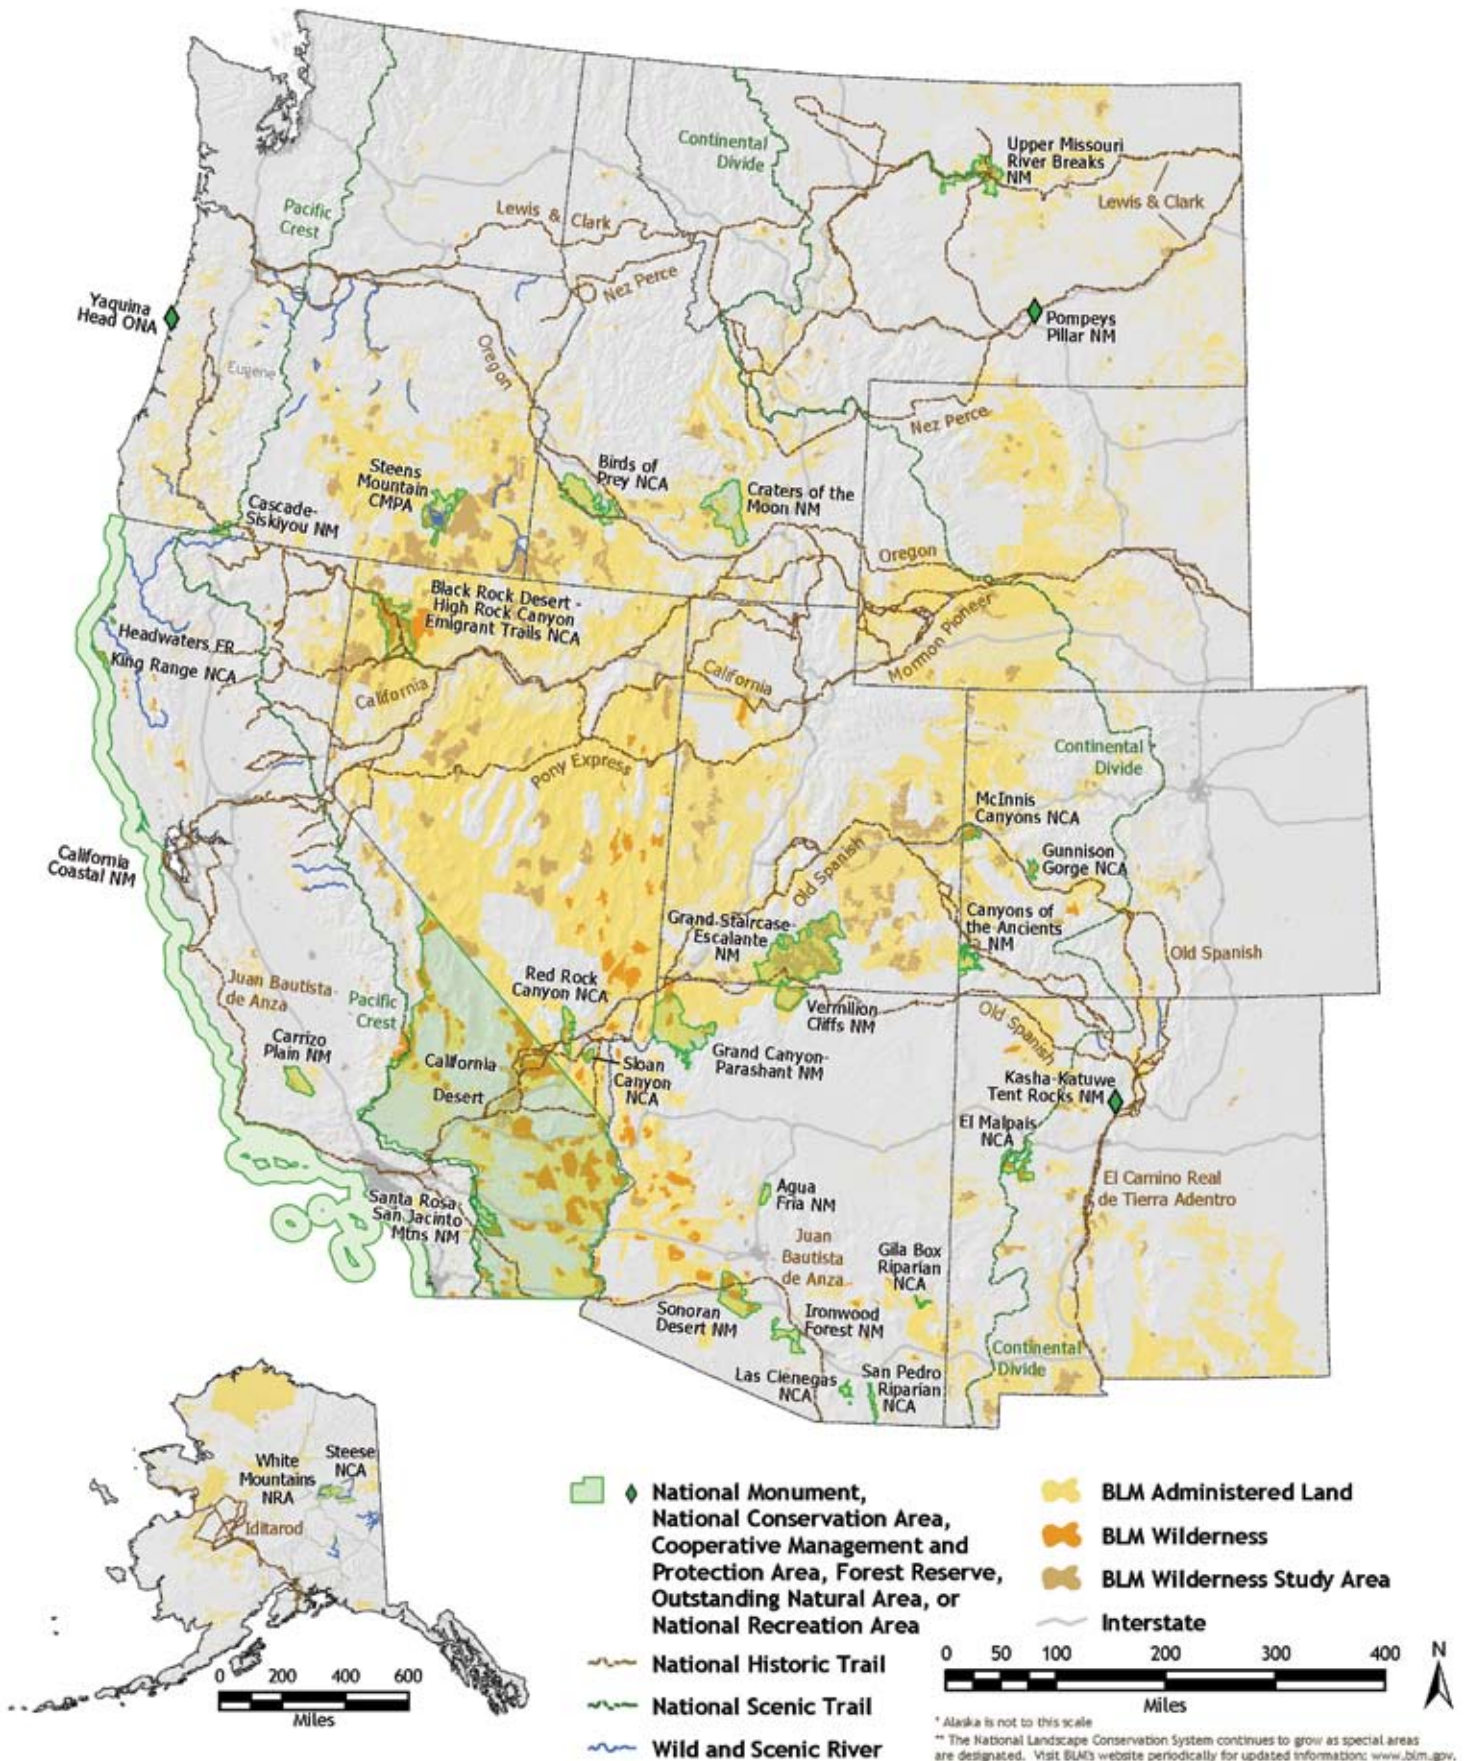 Continental
Divide
Upper Missouri
River Breaks
NM
Lewis & Clark
Pacific
Crest
Lewis & Clark
Nez Perce
Yaquina
Head ONA
Pompeys
Pillar NM
Eugene
Oregon
Nez Perce
Steens
Mountain
CMPA
Birds of
Prey NCA
Craters of the
Moon NM
Cascade-
Siskiyou NM
Oregon
Black Rock Desert -
High Rock Canyon
Emigrant Trails NCA
Mormon Pioneer
Headwaters FR
King Range NCA
California
California
Continental
Divide
Pony Express
McInnis
Canyons NCA
California
Coastal NM
Gunnison
Gorge NCA
Old Spanish
Grand Staircase-
Escalante
NM
Canyons of
the Ancients
NM
Old Spanish
Red Rock
Canyon NCA
Juan Bautista
de Anza
Pacific
Crest
Vermilion
Cliffs NM
Old Spanish
Carrizo
Plain NM
California
Desert
Sloan
Canyon
NCA
Grand Canyon-
Parashant NM
Kasha-Katuwe
Tent Rocks NM
El Malpais
NCA
El Camino Real
de Tierra Adentro
Agua
Fria NM
Santa Rosa-
San Jacinto
Mtns NM
Juan
Bautista
de Anza
Gila Box
Riparian
NCA
Sonoran
Desert NM
Ironwood
Forest NM
Continental
Divide
Las Cienegas
NCA
San Pedro
Riparian
NCA
White
Mountains
NRA
Steese
NCA
Iditarod
0 200 400 600
Miles
National Monument,
National Conservation Area,
Cooperative Management and
Protection Area, Forest Reserve,
Outstanding Natural Area, or
National Recreation Area
National Historic Trail
National Scenic Trail
Wild and Scenic River
BLM Administered Land
BLM Wilderness
BLM Wilderness Study Area
Interstate
0 50 100 200 300 400
Miles
N
* Alaska is not to this scale
** The National Landscape Conservation System continues to grow as special areas
are designated. Visit BLM's website periodically for updated information: www.blm.gov.